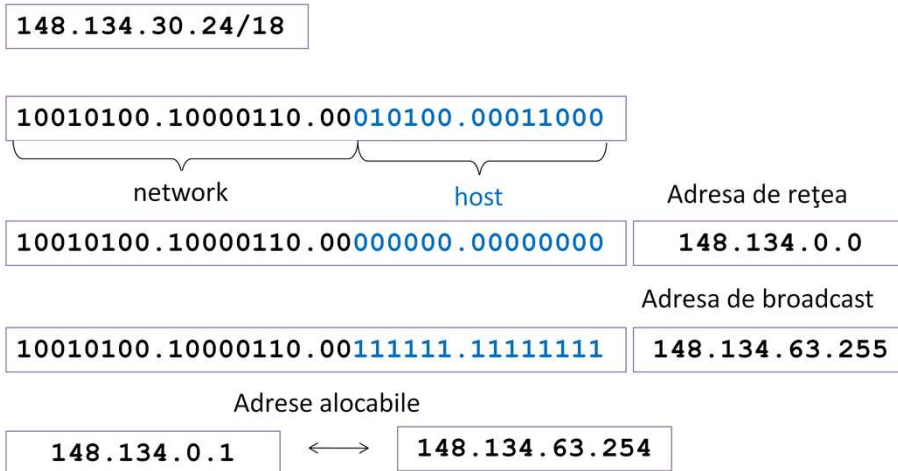 148.134.30.24/18
10010100.10000110.00010100.00011000
network host Adresa de reţea
10010100.10000110.00000000.00000000 148.134.0.0
Adresa de broadcast
10010100.10000110.00111111.11111111 148.134.63.255
Adrese alocabile
148.134.0.1 ⟷ 148.134.63.254